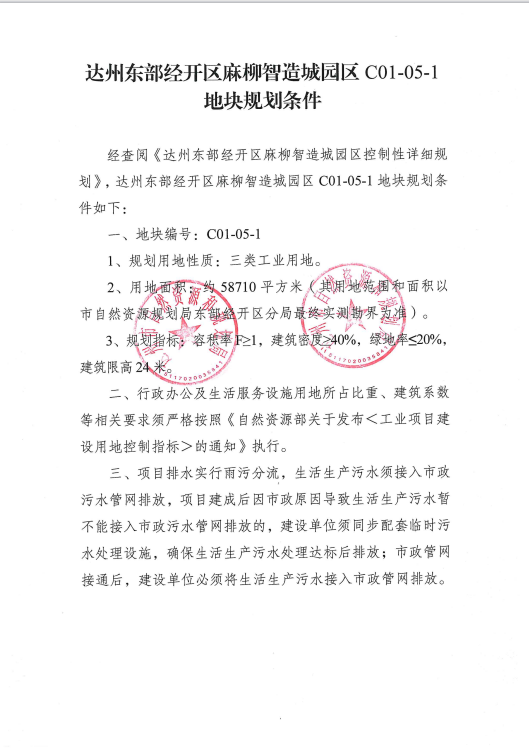 达州东部经开区麻柳智造城园区 C01-05-1
地块规划条件
经查阅《达州东部经开区麻柳智造城园区控制性详细规
划》，达州东部经开区麻柳智造城园区 C01-05-1 地块规划条
件如下：
一、地块编号：C01-05-1
1、规划用地性质：三类工业用地。
2、用地面积：约 58710 平方米（其用地范围和面积以
市自然资源规划局东部经开区分局最终实测勘界为准）。
3、规划指标：容积率 F≥1，建筑密度≥40%，绿地率≤20%，
建筑限高 24 米。
二、行政办公及生活服务设施用地所占比重、建筑系数
等相关要求须严格按照《自然资源部关于发布＜工业项目建
设用地控制指标＞的通知》执行。
三、项目排水实行雨污分流，生活生产污水须接入市政
污水管网排放，项目建成后因市政原因导致生活生产污水暂
不能接入市政污水管网排放的，建设单位须同步配套临时污
水处理设施，确保生活生产污水处理达标后排放；市政管网
接通后，建设单位必须将生活生产污水接入市政管网排放。